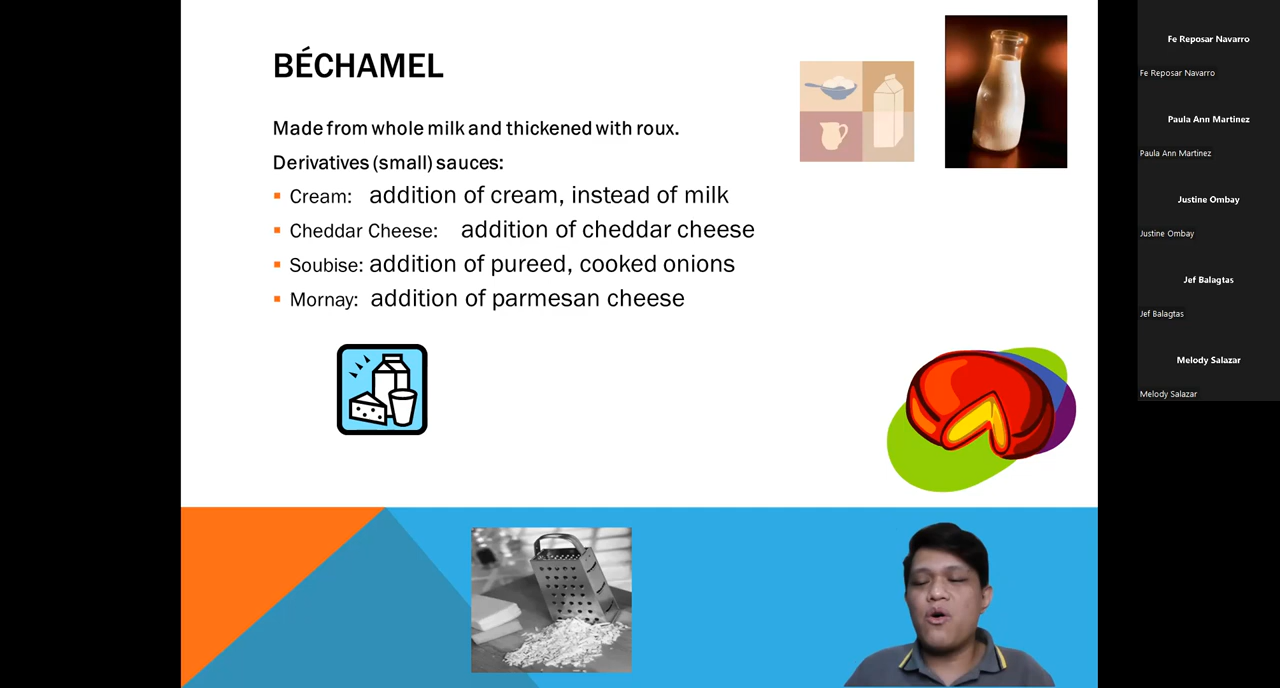 BÉCHAMEL
Made from whole milk and thickened with roux.
Derivatives (small) sauces:
▪ Cream: addition of cream, instead of milk
▪ Cheddar Cheese: addition of cheddar cheese
▪ Soubise: addition of pureed, cooked onions
▪ Mornay: addition of parmesan cheese
Fe Reposar Navarro
Fe Reposar Navarro
Paula Ann Martinez
Paula Ann Martinez
Justine Ombay
Justine Ombay
Jef Balagtas
Jef Balagtas
Melody Salazar
Melody Salazar